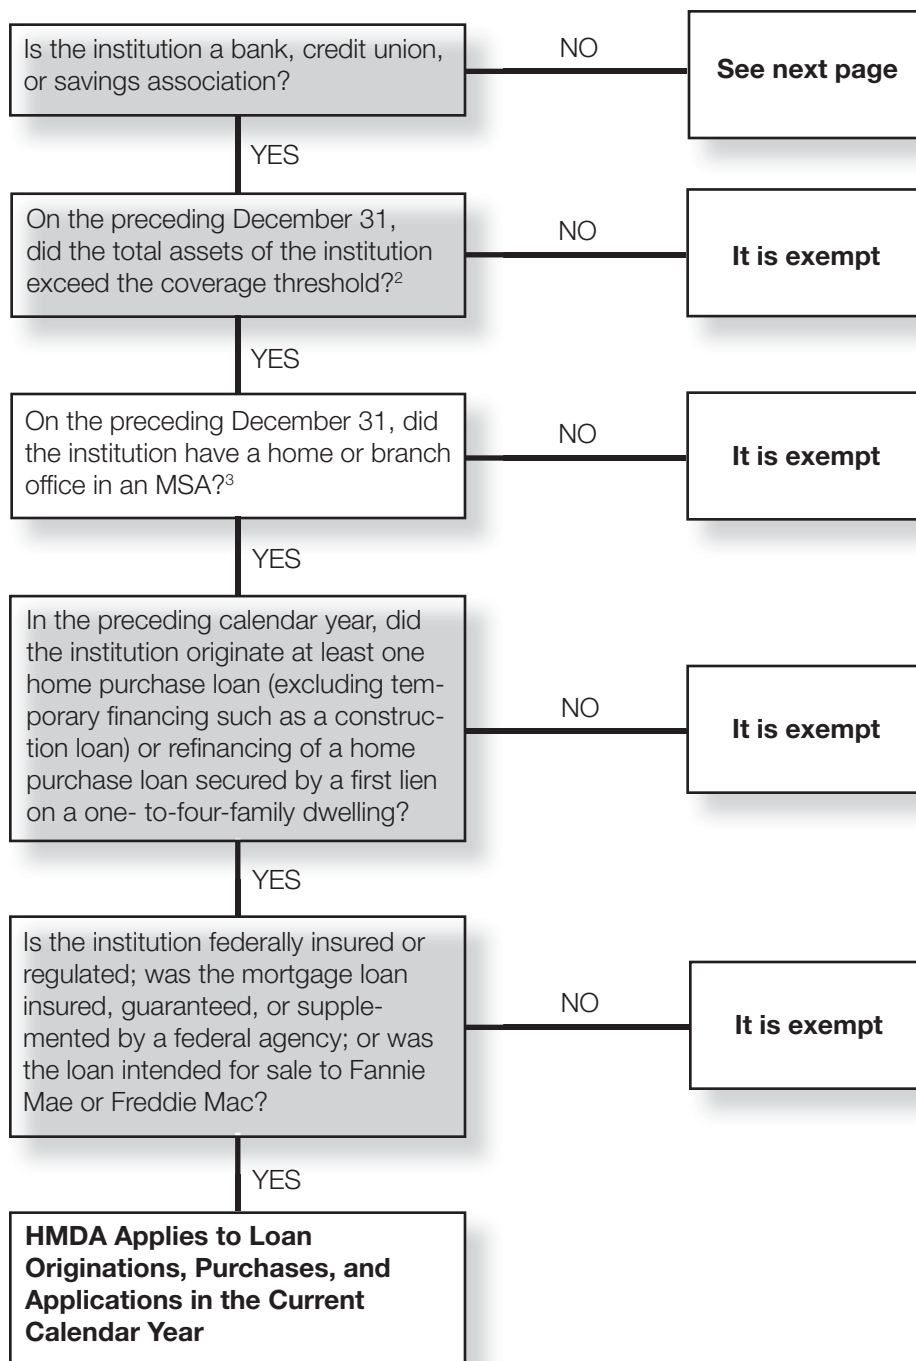 Is the institution a bank, credit union,
or savings association?
NO
See next page
YES
On the preceding December 31,
did the total assets of the institution
exceed the coverage threshold?²
NO
It is exempt
YES
On the preceding December 31, did
the institution have a home or branch
office in an MSA?³
NO
It is exempt
YES
In the preceding calendar year, did
the institution originate at least one
home purchase loan (excluding tem-
porary financing such as a construc-
tion loan) or refinancing of a home
purchase loan secured by a first lien
on a one- to-four-family dwelling?
NO
It is exempt
YES
Is the institution federally insured or
regulated; was the mortgage loan
insured, guaranteed, or supple-
mented by a federal agency; or was
the loan intended for sale to Fannie
Mae or Freddie Mac?
NO
It is exempt
YES
HMDA Applies to Loan
Originations, Purchases, and
Applications in the Current
Calendar Year